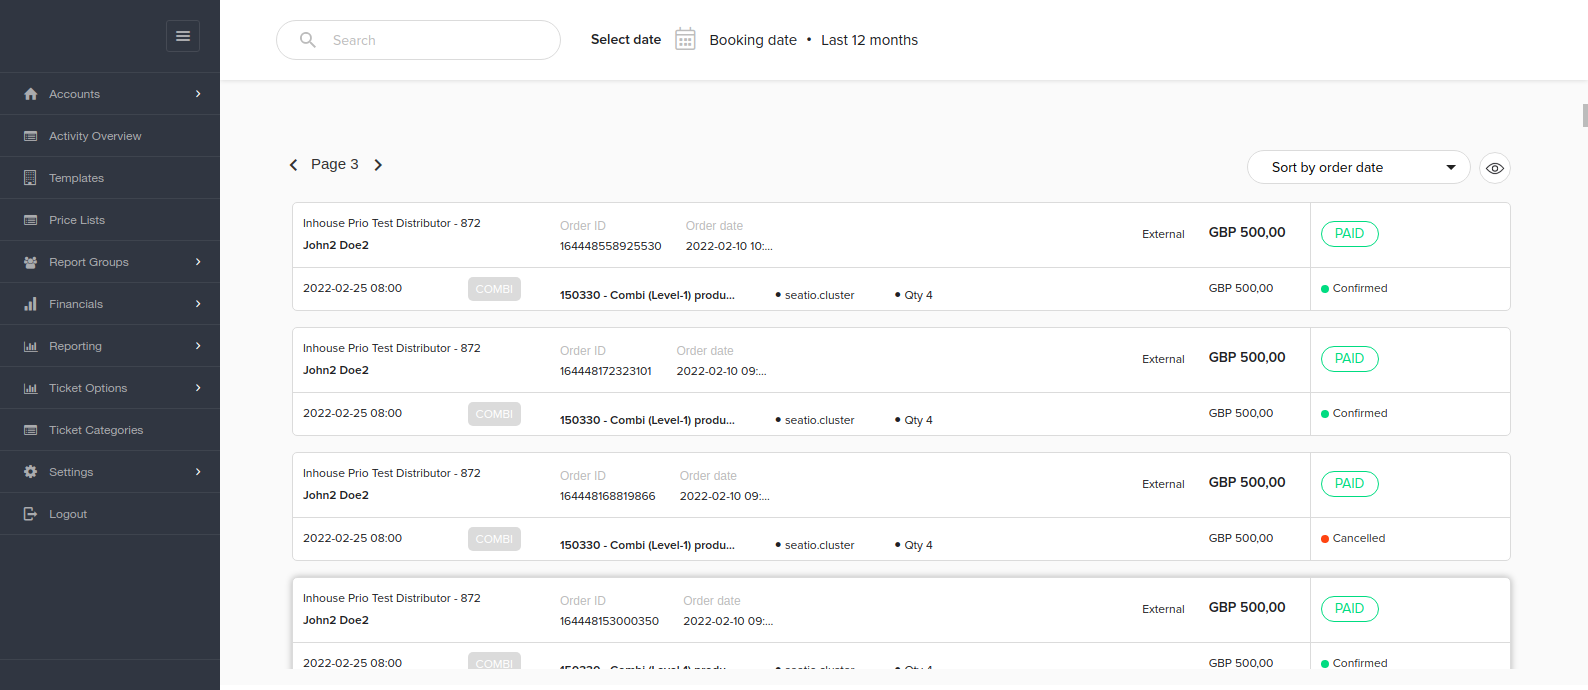 Search
Select date Booking date • Last 12 months
Accounts
Activity Overview
Templates
Price Lists
Report Groups
Financials
Reporting
Ticket Options
Ticket Categories
Settings
Logout
Page 3
Sort by order date
Inhouse Prio Test Distributor - 872 Order ID Order date
John2 Doe2 164448558925530 2022-02-10 10:... External GBP 500,00 PAID
2022-02-25 08:00 COMBI 150330 - Combi (Level-1) produ... • seatio.cluster • Qty 4 GBP 500,00 Confirmed
Inhouse Prio Test Distributor - 872 Order ID Order date
John2 Doe2 164448172323101 2022-02-10 09:... External GBP 500,00 PAID
2022-02-25 08:00 COMBI 150330 - Combi (Level-1) produ... • seatio.cluster • Qty 4 GBP 500,00 Confirmed
Inhouse Prio Test Distributor - 872 Order ID Order date
John2 Doe2 164448168819866 2022-02-10 09:... External GBP 500,00 PAID
2022-02-25 08:00 COMBI 150330 - Combi (Level-1) produ... • seatio.cluster • Qty 4 GBP 500,00 Cancelled
Inhouse Prio Test Distributor - 872 Order ID Order date
John2 Doe2 164448153000350 2022-02-10 09:... External GBP 500,00 PAID
2022-02-25 08:00 COMBI 150330 - Combi (Level-1) produ... • seatio.cluster • Qty 4 GBP 500,00 Confirmed